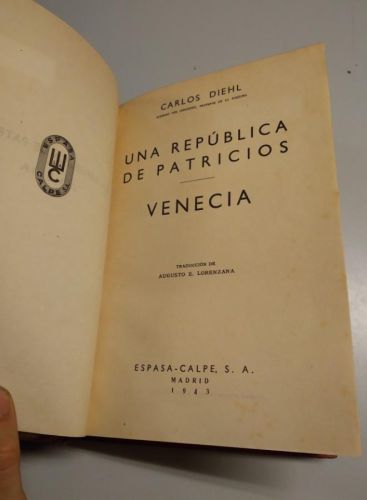 ESPASA
CALPE
CARLOS DIEHL
UNA REPÚBLICA
DE PATRICIOS
VENECIA
TRADUCCIÓN DE
AUGUSTO E. LORENZANA
ESPASA-CALPE, S. A.
MADRID
1943